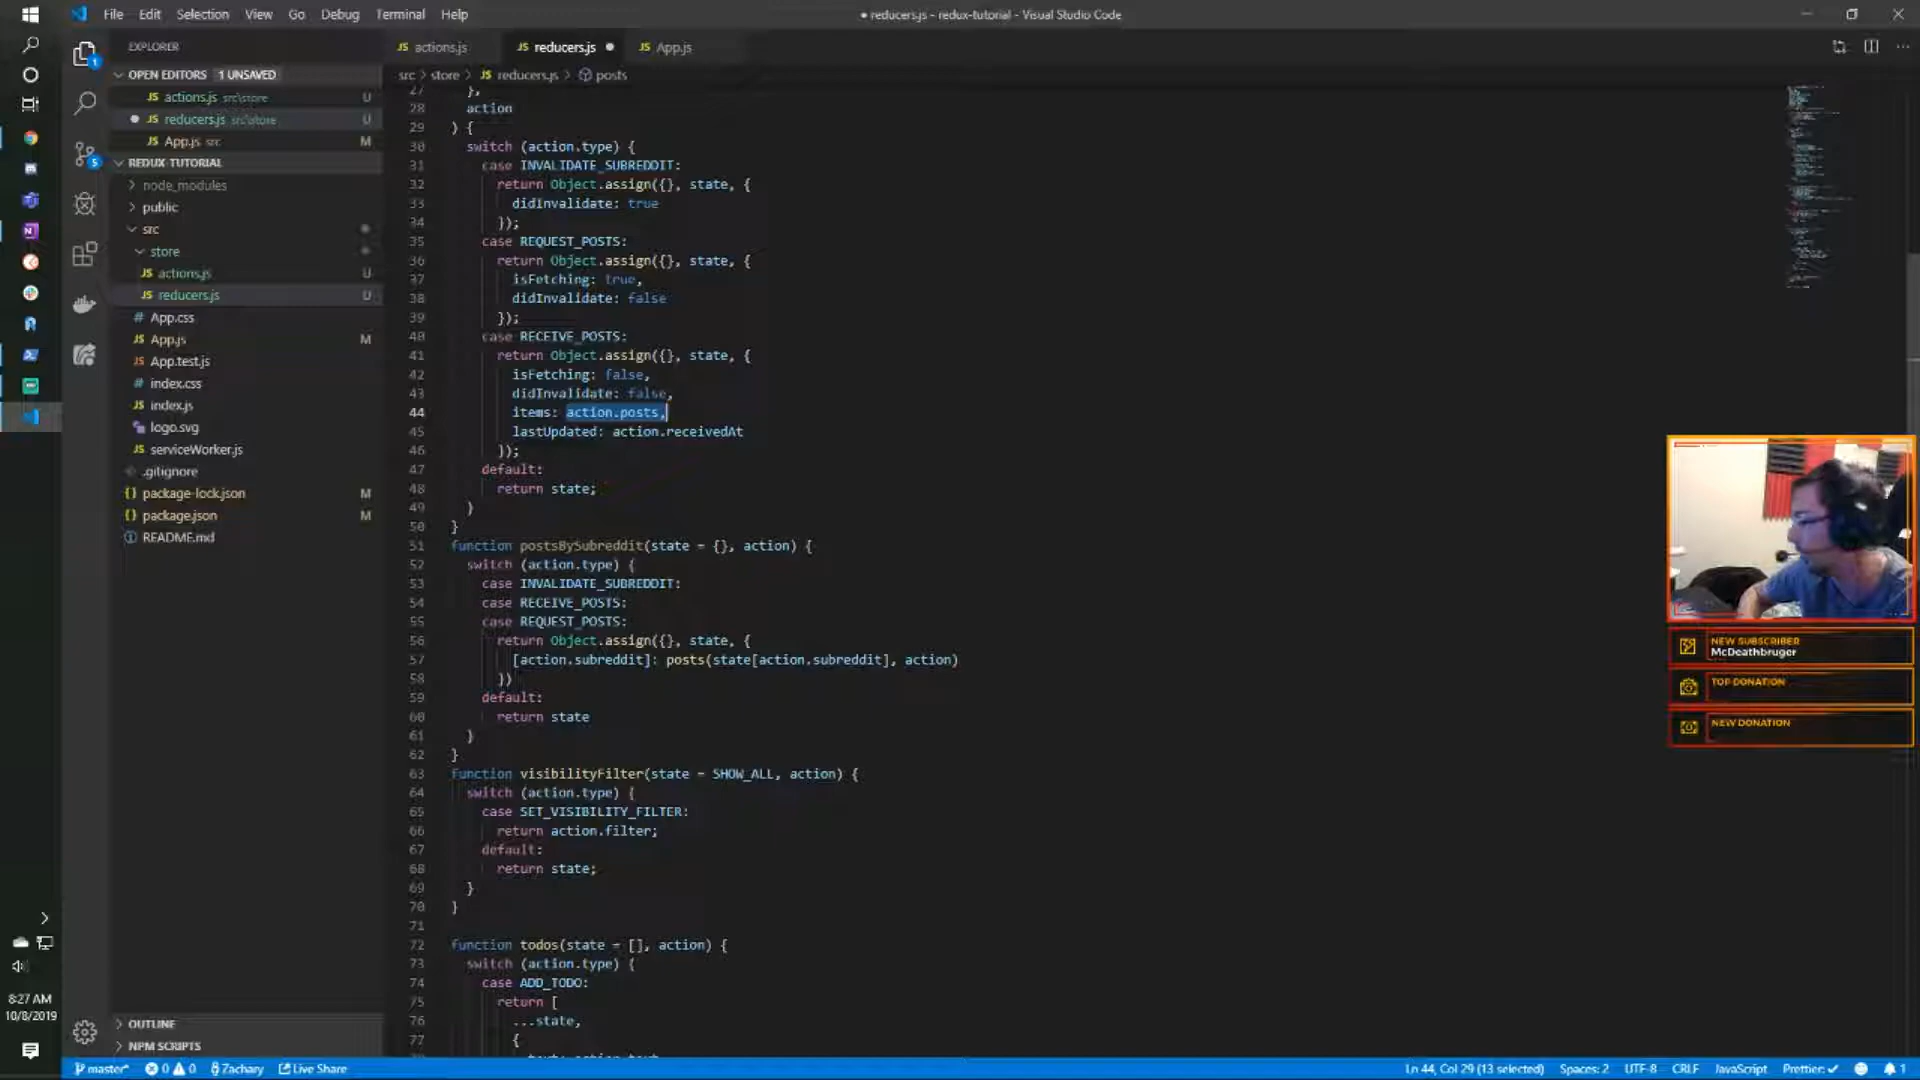 File Edit Selection View Go Debug Terminal Help
● reducers.js - redux-tutorial - Visual Studio Code
EXPLORER
OPEN EDITORS 1 UNSAVED
JS actions.js src\store U
● JS reducers.js src\store U
JS App.js src M
REDUX-TUTORIAL
node_modules
public
src
store
JS actions.js U
JS reducers.js U
# App.css
JS App.js M
JS App.test.js
# index.css
JS index.js
logo.svg
JS serviceWorker.js
.gitignore
{} package-lock.json M
{} package.json M
README.md
OUTLINE
NPM SCRIPTS
1
5
JS actions.js JS reducers.js ● JS App.js
src > store > JS reducers.js > posts
27 },
28 action
29 ) {
30 switch (action.type) {
31 case INVALIDATE_SUBREDDIT:
32 return Object.assign({}, state, {
33 didInvalidate: true
34 });
35 case REQUEST_POSTS:
36 return Object.assign({}, state, {
37 isFetching: true,
38 didInvalidate: false
39 });
40 case RECEIVE_POSTS:
41 return Object.assign({}, state, {
42 isFetching: false,
43 didInvalidate: false,
44 items: action.posts,
45 lastUpdated: action.receivedAt
46 });
47 default:
48 return state;
49 }
50 }
51 function postsBySubreddit(state = {}, action) {
52 switch (action.type) {
53 case INVALIDATE_SUBREDDIT:
54 case RECEIVE_POSTS:
55 case REQUEST_POSTS:
56 return Object.assign({}, state, {
57 [action.subreddit]: posts(state[action.subreddit], action)
58 })
59 default:
60 return state
61 }
62 }
63 function visibilityFilter(state = SHOW_ALL, action) {
64 switch (action.type) {
65 case SET_VISIBILITY_FILTER:
66 return action.filter;
67 default:
68 return state;
69 }
70 }
71
72 function todos(state = [], action) {
73 switch (action.type) {
74 case ADD_TODO:
75 return [
76 ...state,
77 {
text: action.text
NEW SUBSCRIBER
McDeathbruger
TOP DONATION
NEW DONATION
8:27 AM
10/8/2019
master* 0 0 Zachary Live Share
Ln 44, Col 29 (13 selected) Spaces: 2 UTF-8 CRLF JavaScript Prettier: ✓ 1